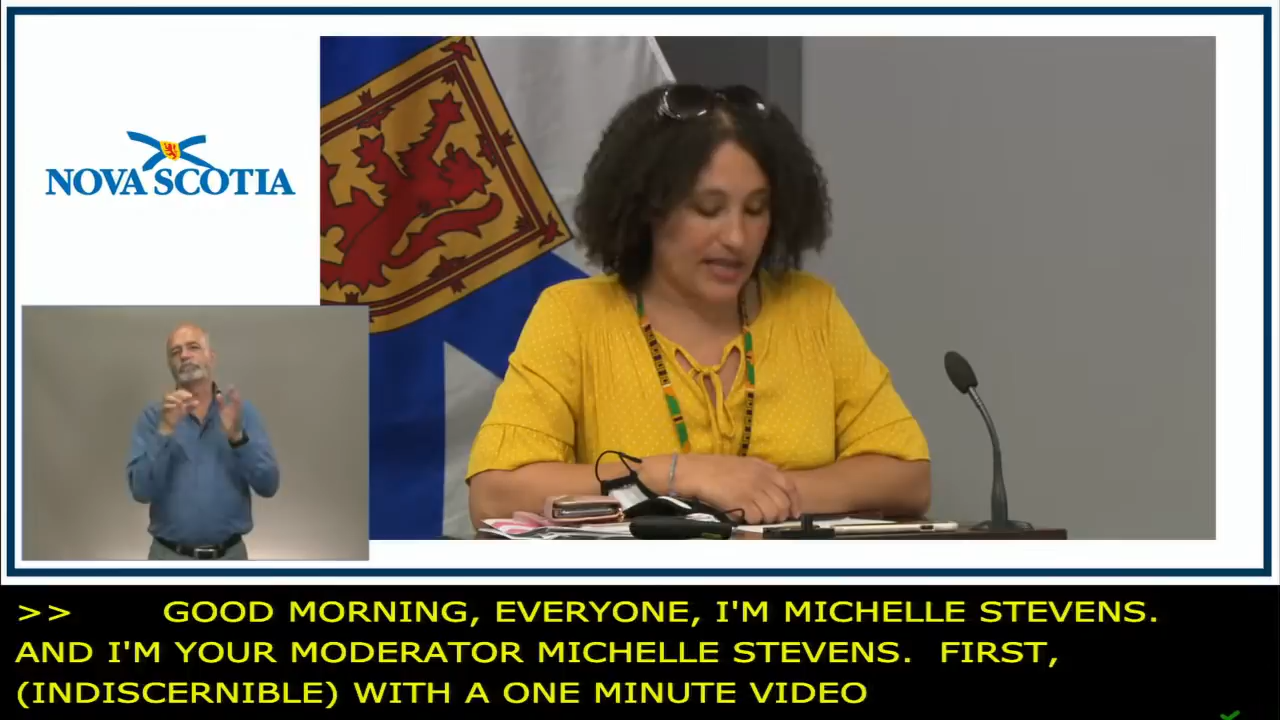 NOVA SCOTIA
>> GOOD MORNING, EVERYONE, I'M MICHELLE STEVENS.
AND I'M YOUR MODERATOR MICHELLE STEVENS. FIRST,
(INDISCERNIBLE) WITH A ONE MINUTE VIDEO